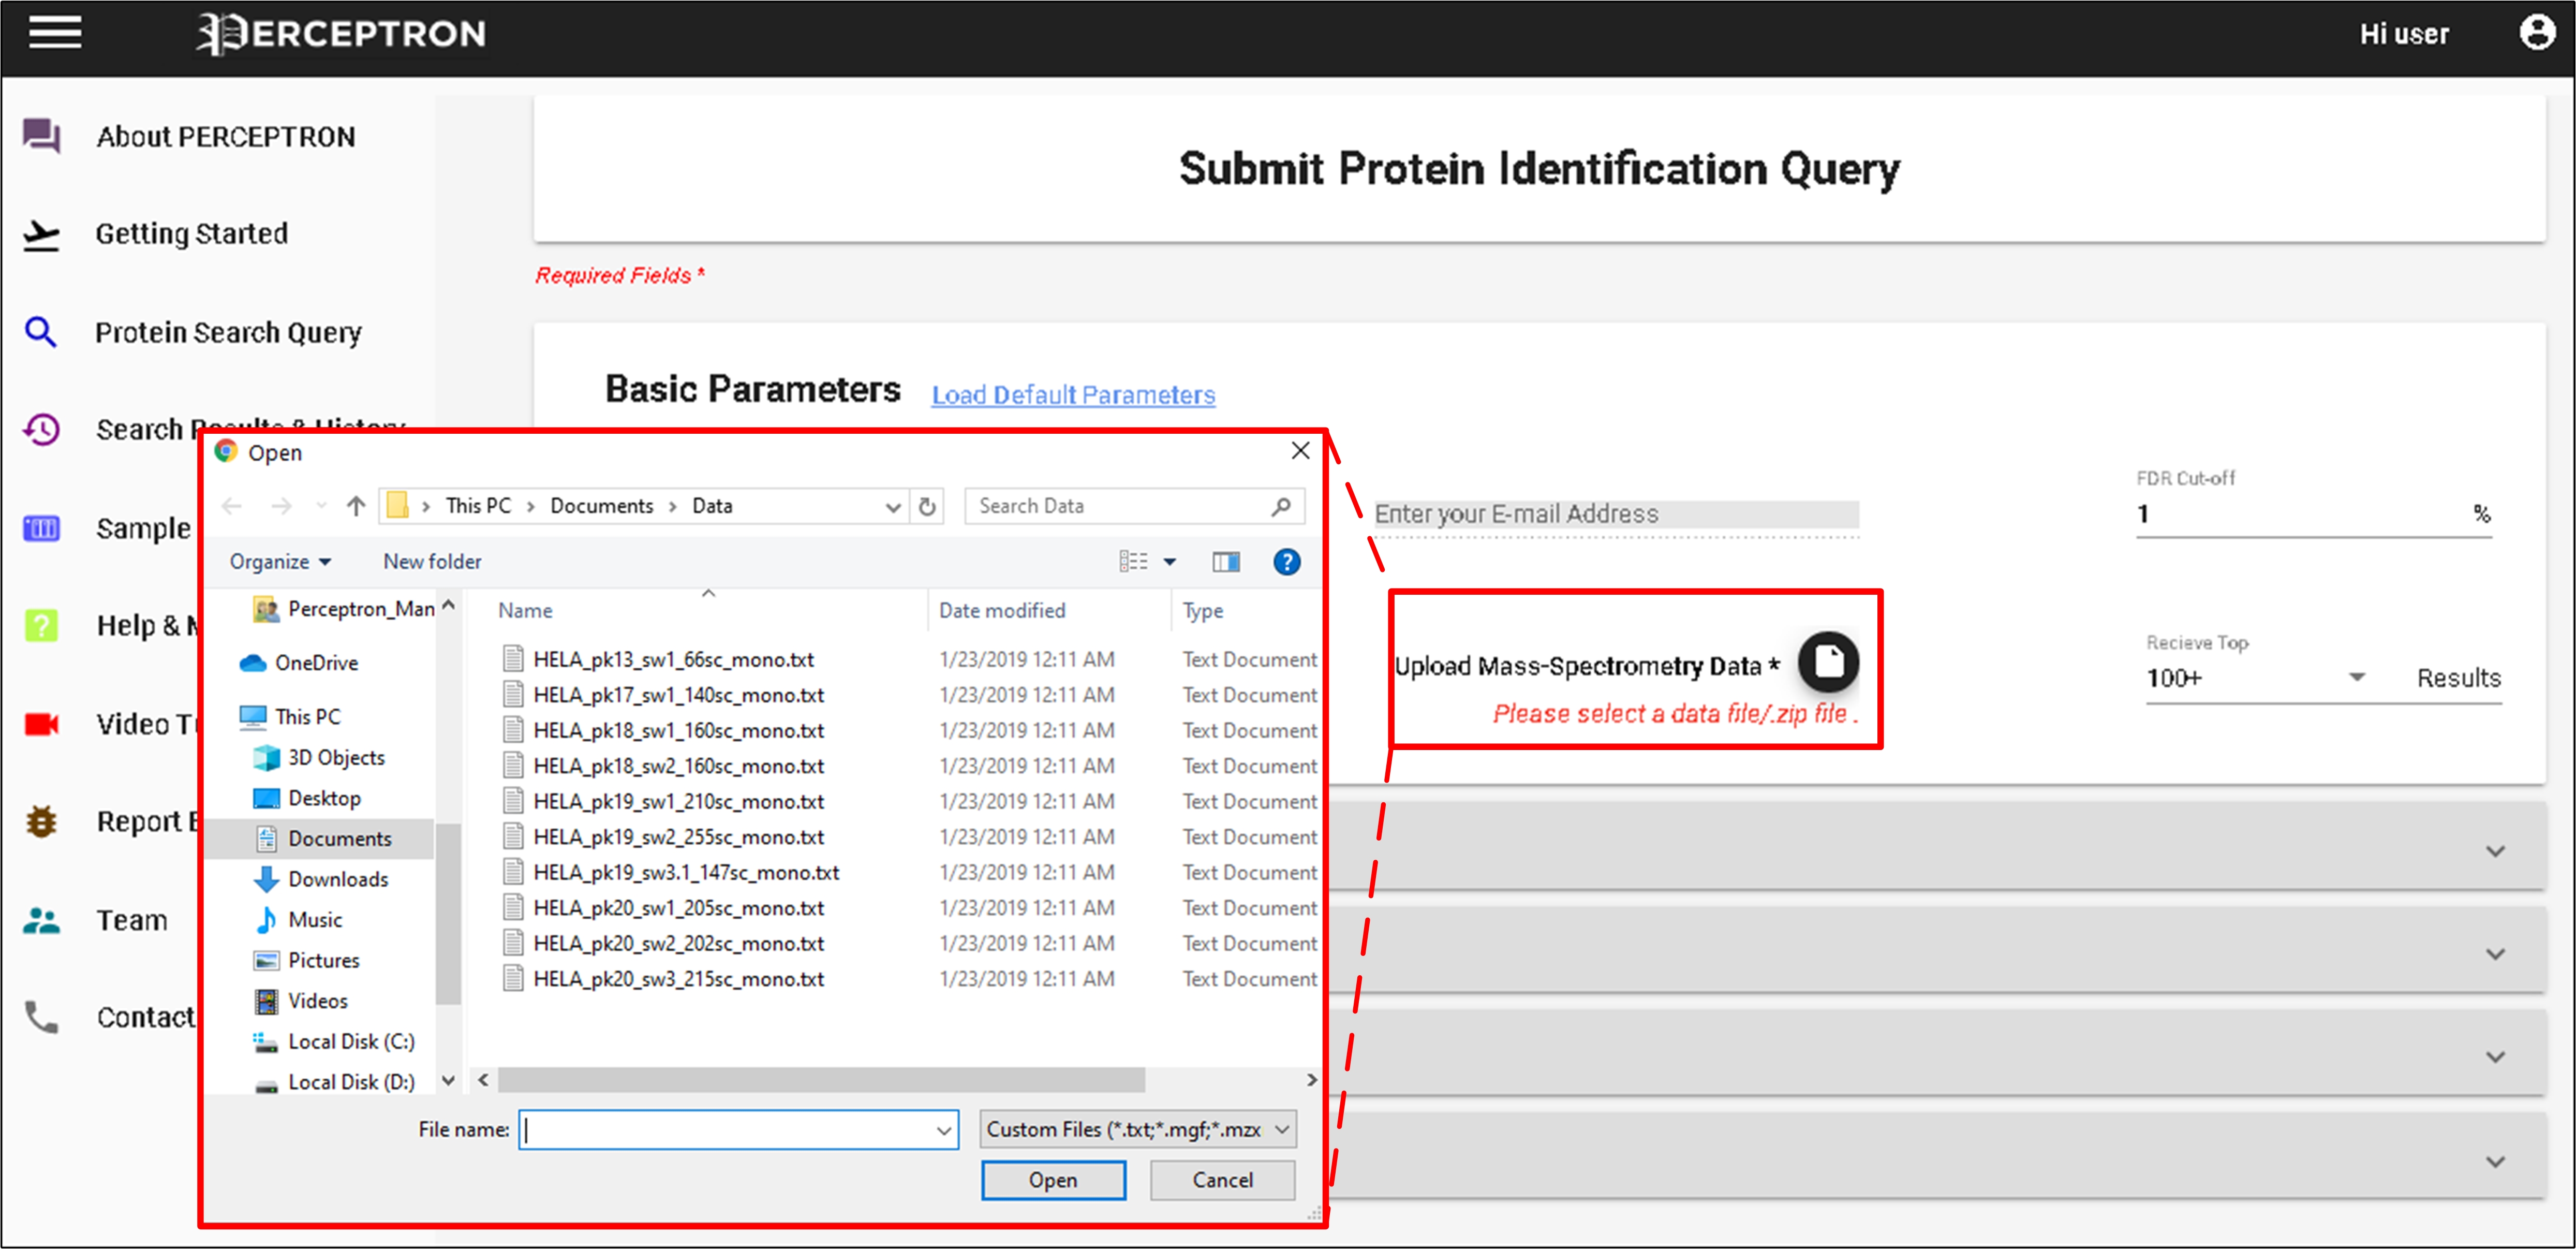 PERCEPTRON
Hi user
About PERCEPTRON
Getting Started
Protein Search Query
Search Results & History
Sample
Help & M
Video T
Report
Team
Contact
Submit Protein Identification Query
Required Fields *
Basic Parameters Load Default Parameters
Enter your E-mail Address
FDR Cut-off
1 %
Upload Mass-Spectrometry Data *
Please select a data file/.zip file .
Recieve Top
100+ Results
Open
This PC > Documents > Data
Search Data
Organize New folder
Perceptron_Man
OneDrive
This PC
3D Objects
Desktop
Documents
Downloads
Music
Pictures
Videos
Local Disk (C:)
Local Disk (D:)
Name Date modified Type
HELA_pk13_sw1_66sc_mono.txt 1/23/2019 12:11 AM Text Document
HELA_pk17_sw1_140sc_mono.txt 1/23/2019 12:11 AM Text Document
HELA_pk18_sw1_160sc_mono.txt 1/23/2019 12:11 AM Text Document
HELA_pk18_sw2_160sc_mono.txt 1/23/2019 12:11 AM Text Document
HELA_pk19_sw1_210sc_mono.txt 1/23/2019 12:11 AM Text Document
HELA_pk19_sw2_255sc_mono.txt 1/23/2019 12:11 AM Text Document
HELA_pk19_sw3.1_147sc_mono.txt 1/23/2019 12:11 AM Text Document
HELA_pk20_sw1_205sc_mono.txt 1/23/2019 12:11 AM Text Document
HELA_pk20_sw2_202sc_mono.txt 1/23/2019 12:11 AM Text Document
HELA_pk20_sw3_215sc_mono.txt 1/23/2019 12:11 AM Text Document
File name:
Custom Files (*.txt;*.mgf;*.mzx
Open Cancel